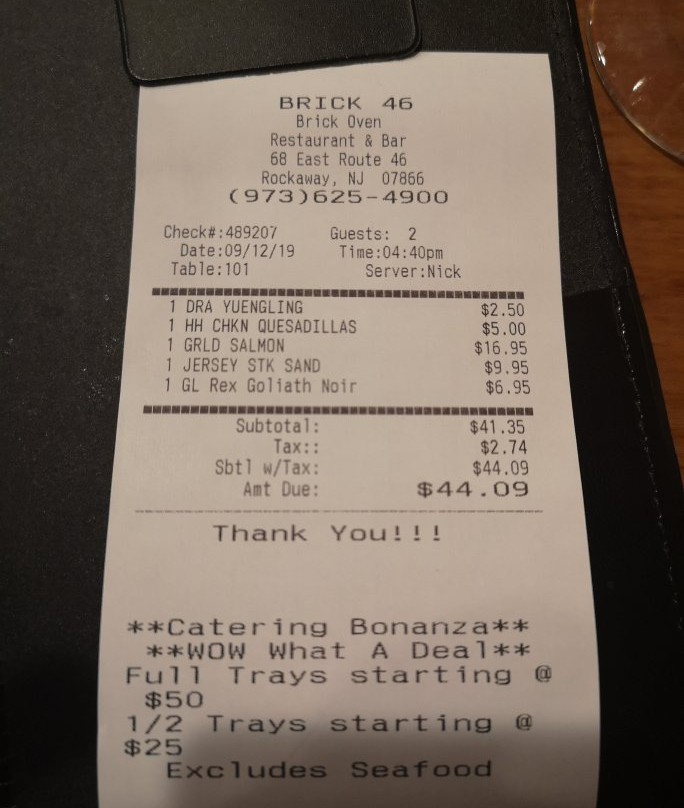 BRICK 46
Brick Oven
Restaurant & Bar
68 East Route 46
Rockaway, NJ 07866
(973)625-4900
Check#:489207 Guests: 2
Date:09/12/19 Time:04:40pm
Table:101 Server:Nick
1 DRA YUENGLING $2.50
1 HH CHKN QUESADILLAS $5.00
1 GRLD SALMON $16.95
1 JERSEY STK SAND $9.95
1 GL Rex Goliath Noir $6.95
Subtotal: $41.35
Tax:: $2.74
Sbtl w/Tax: $44.09
Amt Due: $44.09
Thank You!!!
**Catering Bonanza**
**WOW What A Deal**
Full Trays starting @
$50
1/2 Trays starting @
$25
Excludes Seafood